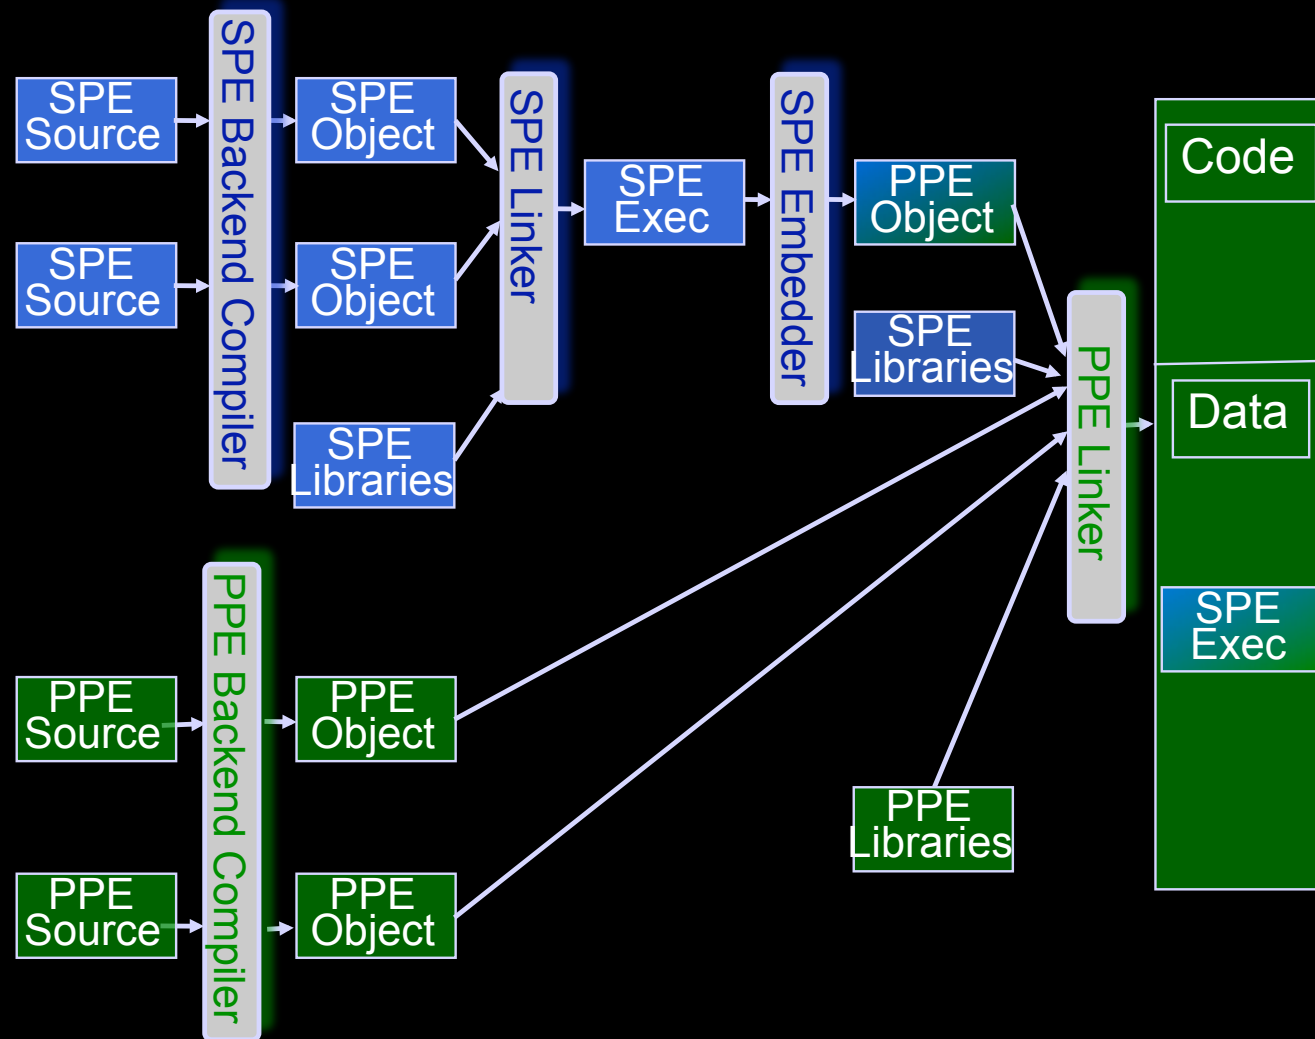 SPE
Source
SPE Backend Compiler
SPE
Object
SPE Linker
SPE
Exec
SPE Embedder
PPE
Object
Code
SPE
Source
SPE
Object
SPE
Libraries
PPE Linker
Data
SPE
Libraries
SPE
Exec
PPE
Source
PPE Backend Compiler
PPE
Object
PPE
Libraries
PPE
Source
PPE
Object